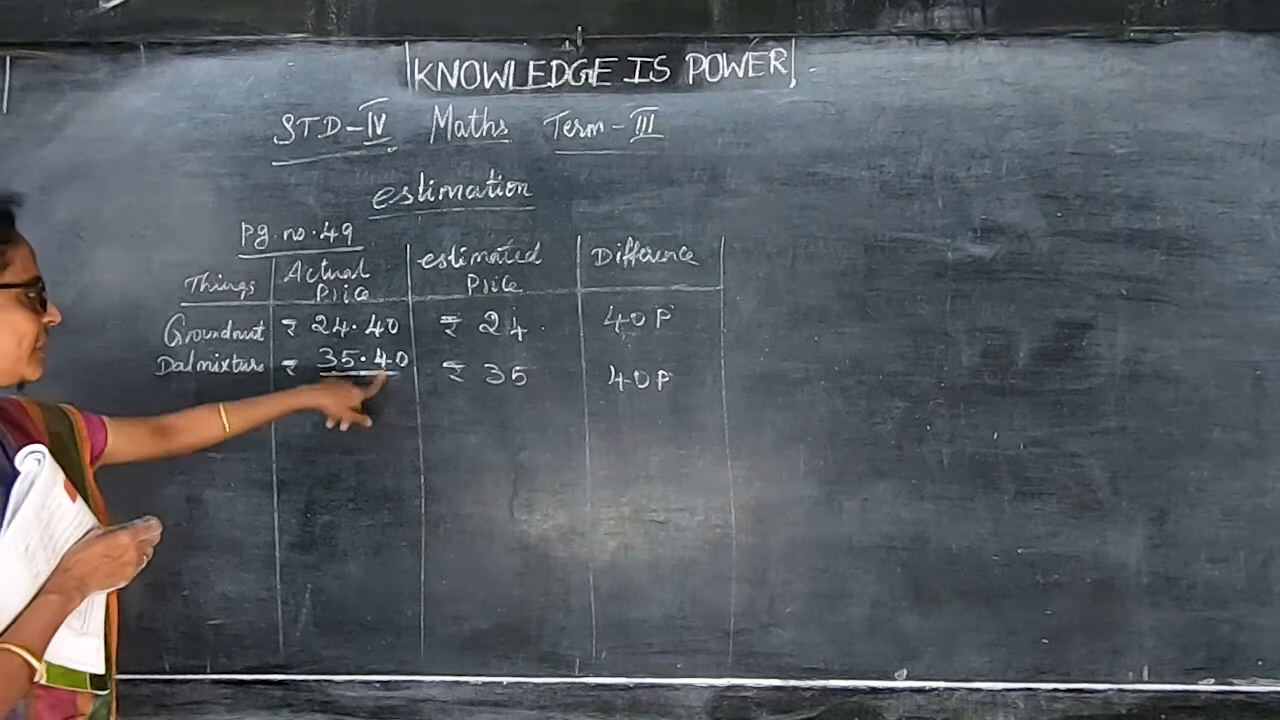 KNOWLEDGE IS POWER
STD-IV Maths Term-III
estimation
Pg.no.49
Things Actual Price estimated Price Difference
Groundnut ₹ 24.40 ₹ 24. 40 P
Dalmixture ₹ 35.40 ₹ 35 40 P